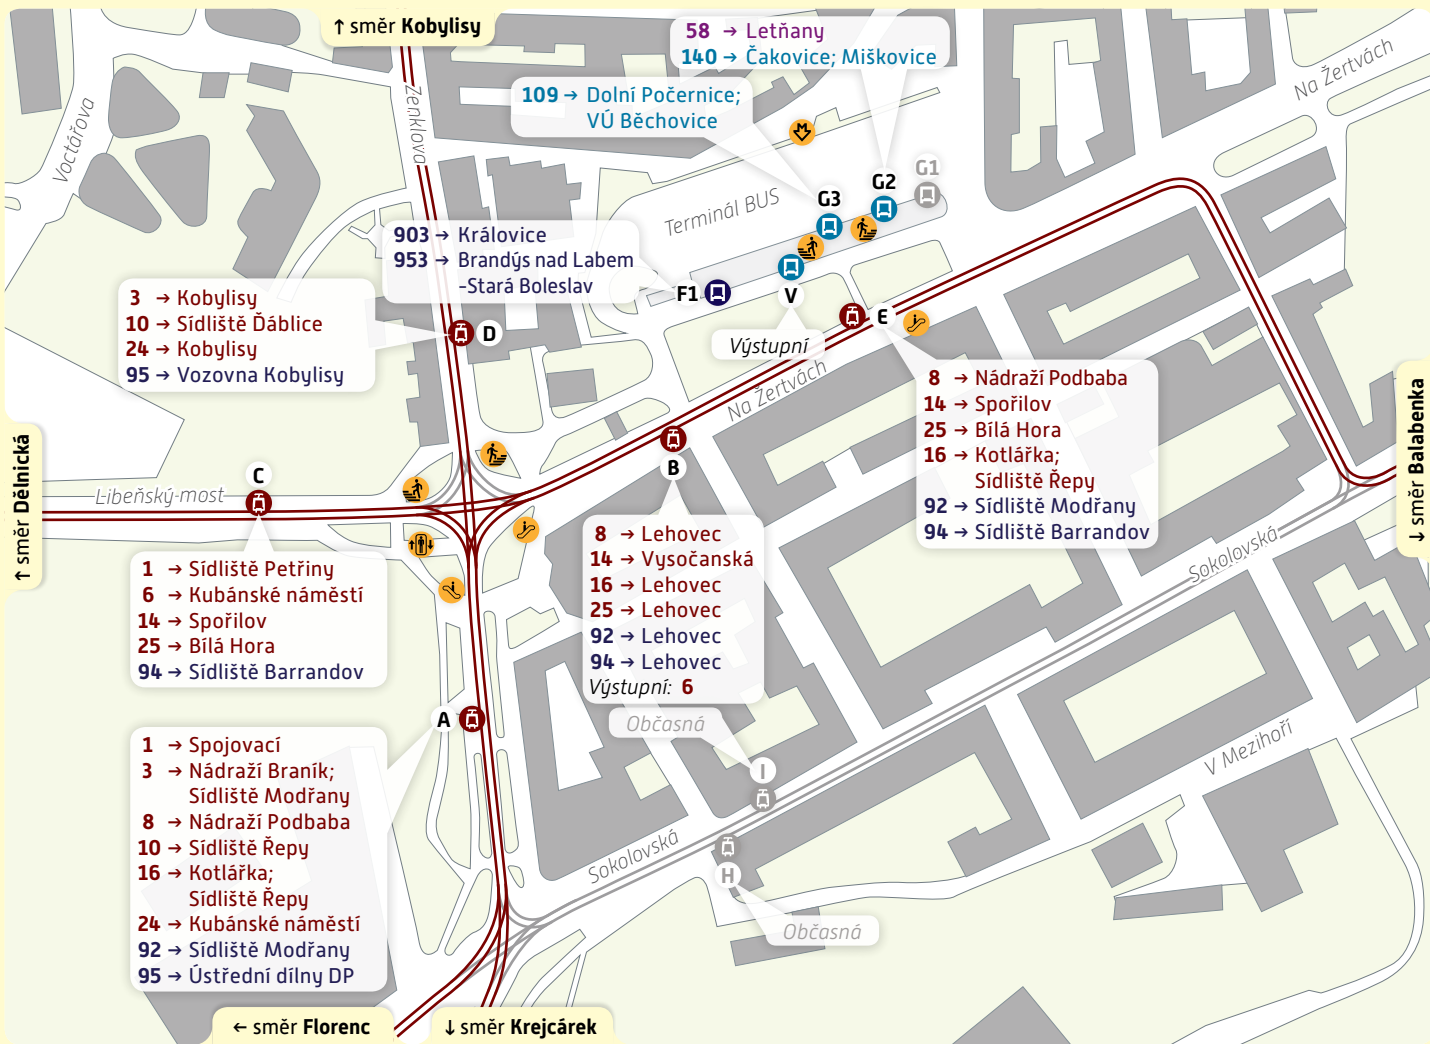 ↑ směr Kobylisy
58 → Letňany
140 → Čakovice; Miškovice
109 → Dolní Počernice;
VÚ Běchovice
Na Žertvách
Voctářova
Zenklova
Terminál BUS
G1
G2
G3
903 → Královice
953 → Brandýs nad Labem
-Stará Boleslav
F1
V
Výstupní
3 → Kobylisy
10 → Sídliště Ďáblice
24 → Kobylisy
95 → Vozovna Kobylisy
D
E
8 → Nádraží Podbaba
14 → Spořilov
25 → Bílá Hora
16 → Kotlářka;
Sídliště Řepy
92 → Sídliště Modřany
94 → Sídliště Barrandov
Na Žertvách
↓ směr Balabenka
↑ směr Dělnická
Libeňský most
C
B
1 → Sídliště Petřiny
6 → Kubánské náměstí
14 → Spořilov
25 → Bílá Hora
94 → Sídliště Barrandov
8 → Lehovec
14 → Vysočanská
16 → Lehovec
25 → Lehovec
92 → Lehovec
94 → Lehovec
Výstupní: 6
Sokolovská
Občasná
I
A
1 → Spojovací
3 → Nádraží Braník;
Sídliště Modřany
8 → Nádraží Podbaba
10 → Sídliště Řepy
16 → Kotlářka;
Sídliště Řepy
24 → Kubánské náměstí
92 → Sídliště Modřany
95 → Ústřední dílny DP
V Mezihoří
Sokolovská
H
Občasná
← směr Florenc
↓ směr Krejcárek